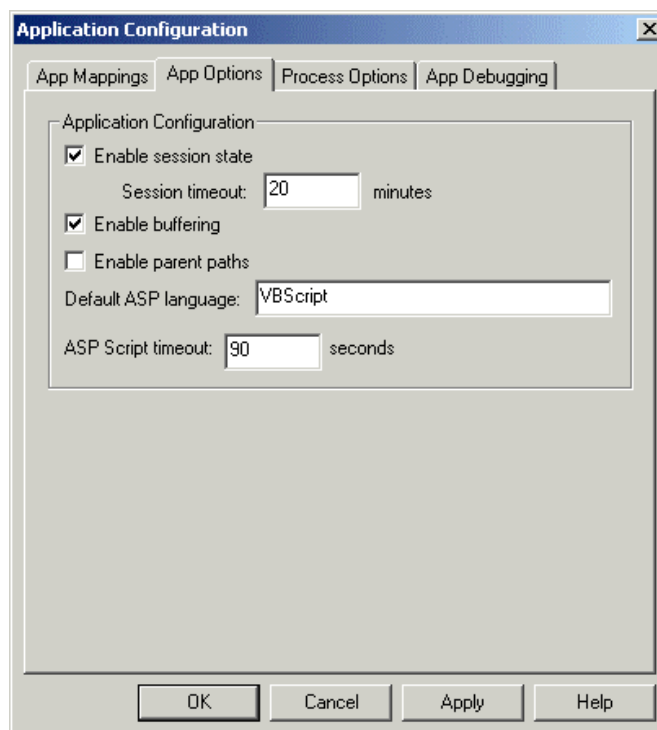 Application Configuration
App Mappings App Options Process Options App Debugging
Application Configuration
Enable session state
Session timeout: 20 minutes
Enable buffering
Enable parent paths
Default ASP language: VBScript
ASP Script timeout: 90 seconds
OK Cancel Apply Help